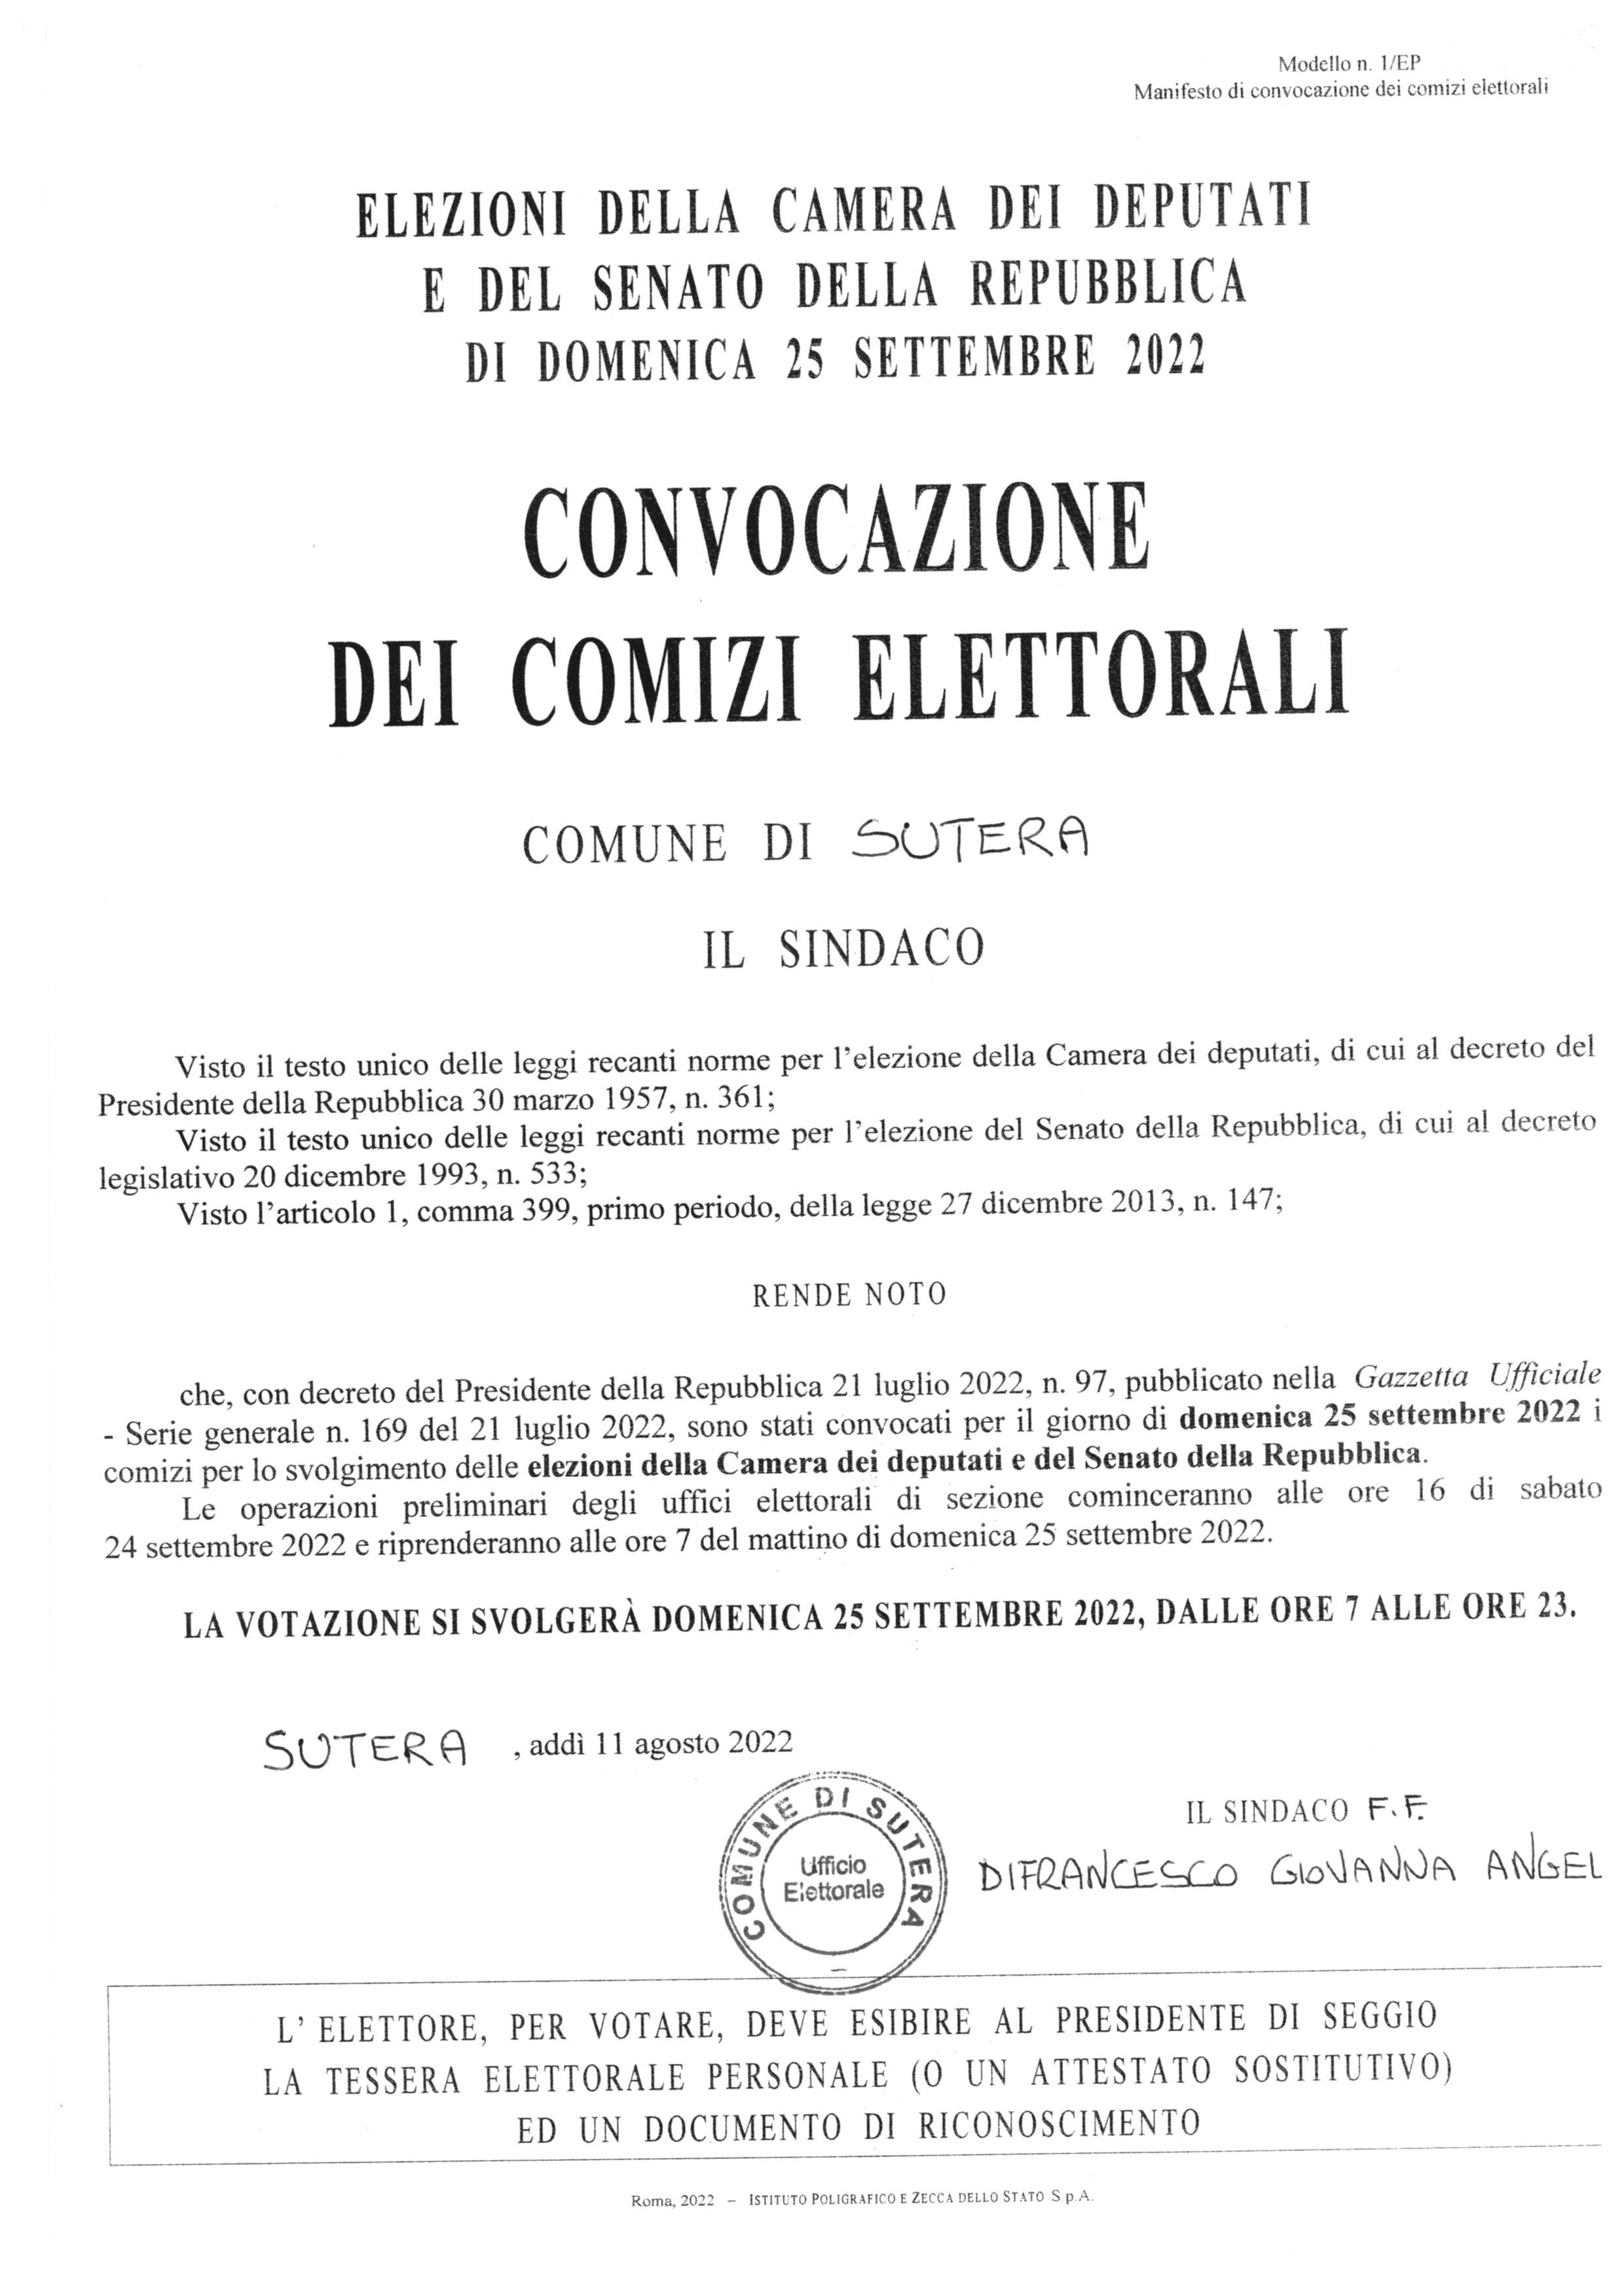 Modello n. 1/EP
Manifesto di convocazione dei comizi elettorali
ELEZIONI DELLA CAMERA DEI DEPUTATI
E DEL SENATO DELLA REPUBBLICA
DI DOMENICA 25 SETTEMBRE 2022
CONVOCAZIONE
DEI COMIZI ELETTORALI
COMUNE DI SUTERA
IL SINDACO
Visto il testo unico delle leggi recanti norme per l'elezione della Camera dei deputati, di cui al decreto del
Presidente della Repubblica 30 marzo 1957, n. 361;
Visto il testo unico delle leggi recanti norme per l'elezione del Senato della Repubblica, di cui al decreto
legislativo 20 dicembre 1993, n. 533;
Visto l'articolo 1, comma 399, primo periodo, della legge 27 dicembre 2013, n. 147;
RENDE NOTO
che, con decreto del Presidente della Repubblica 21 luglio 2022, n. 97, pubblicato nella Gazzetta Ufficiale
- Serie generale n. 169 del 21 luglio 2022, sono stati convocati per il giorno di domenica 25 settembre 2022 i
comizi per lo svolgimento delle elezioni della Camera dei deputati e del Senato della Repubblica.
Le operazioni preliminari degli uffici elettorali di sezione cominceranno alle ore 16 di sabato
24 settembre 2022 e riprenderanno alle ore 7 del mattino di domenica 25 settembre 2022.
LA VOTAZIONE SI SVOLGERÀ DOMENICA 25 SETTEMBRE 2022, DALLE ORE 7 ALLE ORE 23.
SUTERA , addì 11 agosto 2022
COMUNE DI SUTERA
Ufficio
Elettorale
IL SINDACO F.F.
DIFRANCESCO GIOVANNA ANGEL
L' ELETTORE, PER VOTARE, DEVE ESIBIRE AL PRESIDENTE DI SEGGIO
LA TESSERA ELETTORALE PERSONALE (O UN ATTESTATO SOSTITUTIVO)
ED UN DOCUMENTO DI RICONOSCIMENTO
Roma, 2022 – ISTITUTO POLIGRAFICO E ZECCA DELLO STATO S.p.A.